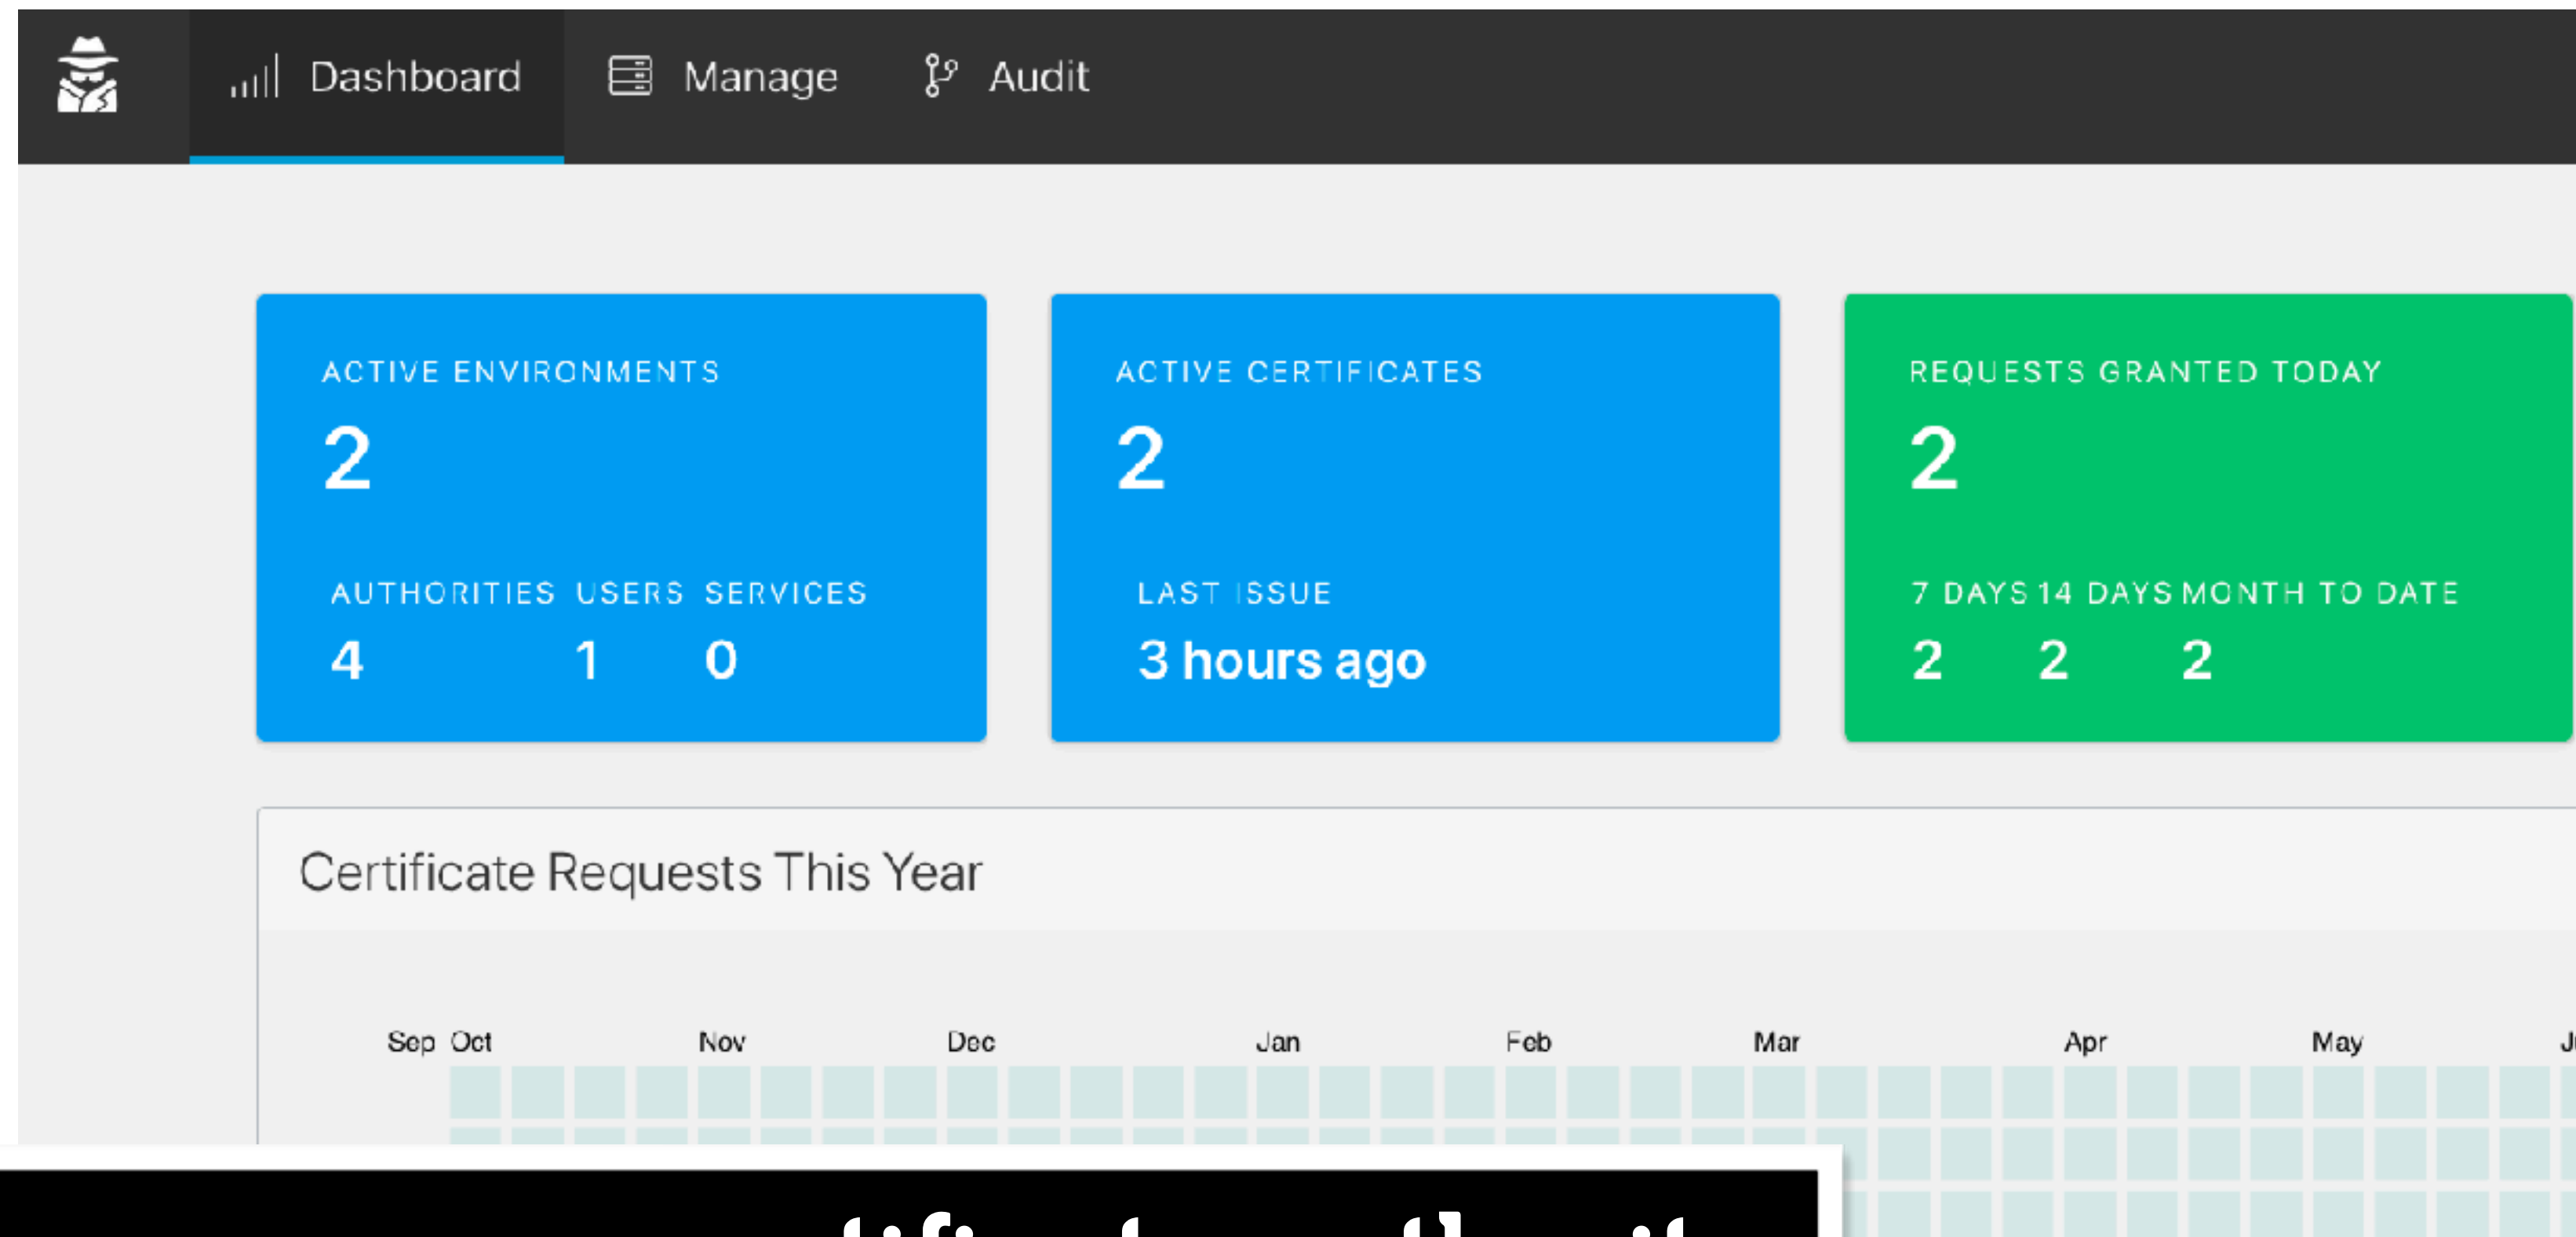 Dashboard Manage Audit
ACTIVE ENVIRONMENTS
2
AUTHORITIES USERS SERVICES
4 1 0
ACTIVE CERTIFICATES
2
LAST ISSUE
3 hours ago
REQUESTS GRANTED TODAY
2
7 DAYS 14 DAYS MONTH TO DATE
2 2 2
Certificate Requests This Year
Sep Oct Nov Dec Jan Feb Mar Apr May